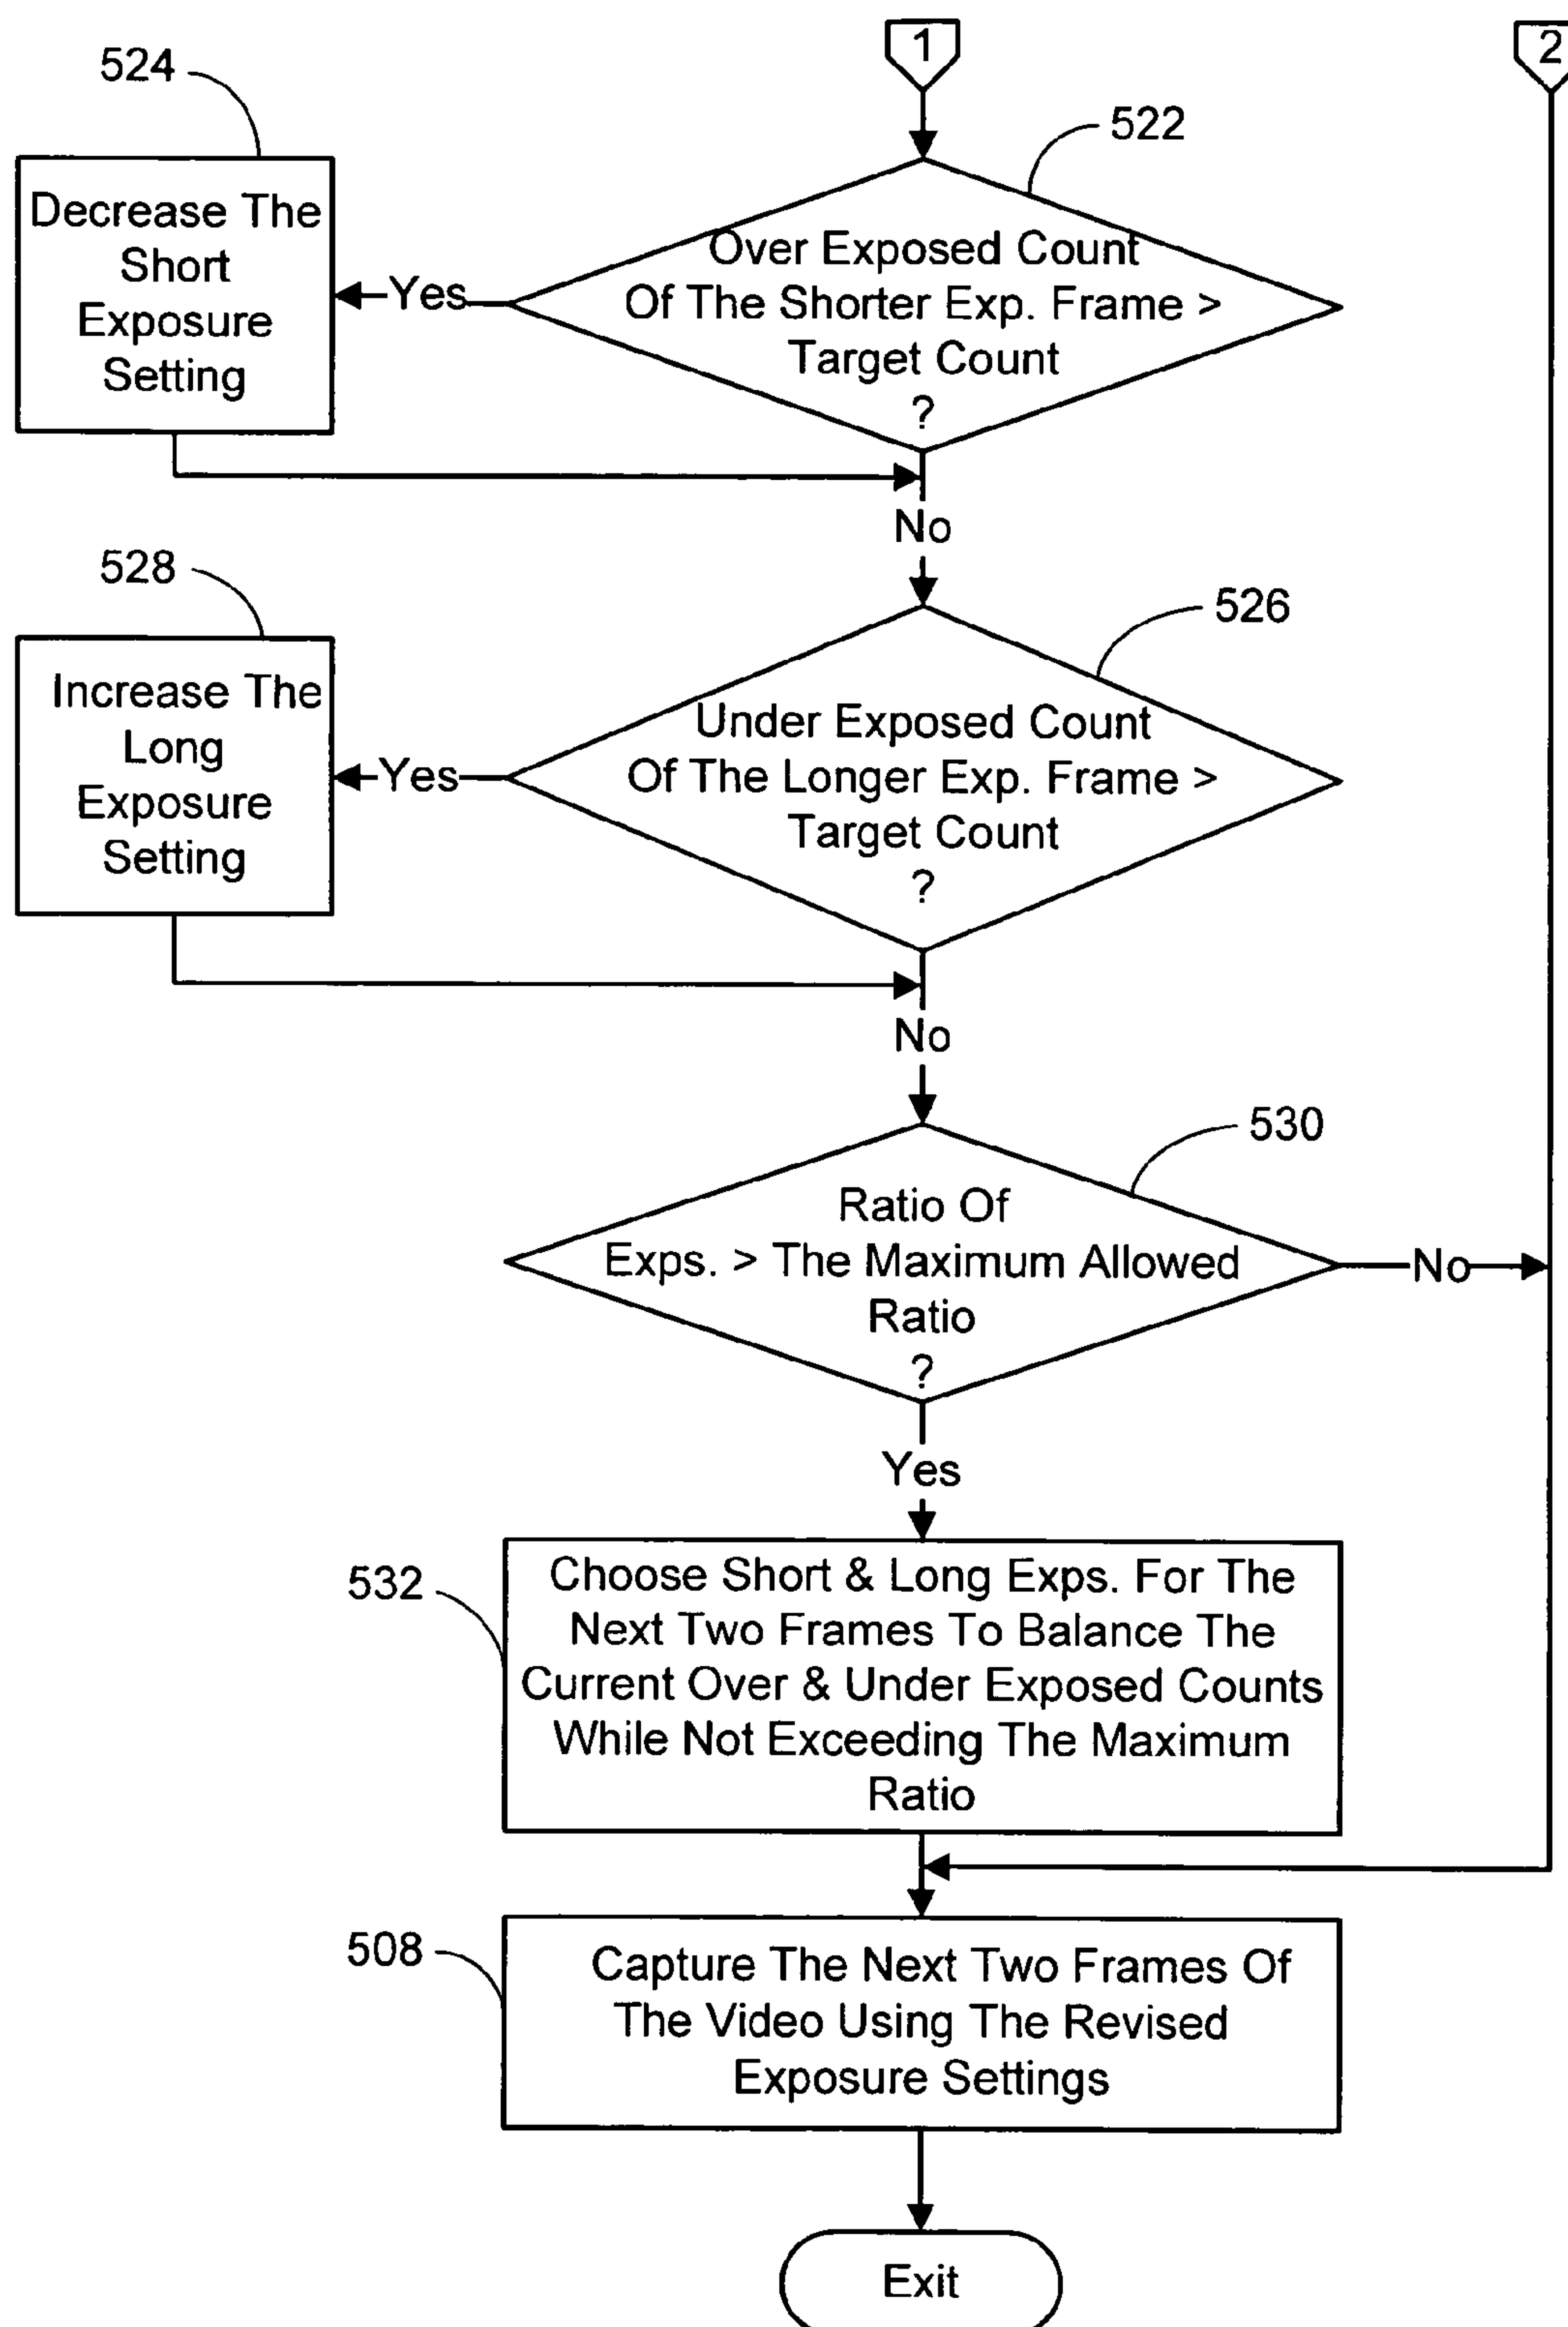 1
2
524
522
Decrease The
Short
Exposure
Setting
Yes
Over Exposed Count
Of The Shorter Exp. Frame >
Target Count
?
No
528
526
Increase The
Long
Exposure
Setting
Yes
Under Exposed Count
Of The Longer Exp. Frame >
Target Count
?
No
530
Ratio Of
Exps. > The Maximum Allowed
Ratio
?
No
Yes
532
Choose Short & Long Exps. For The
Next Two Frames To Balance The
Current Over & Under Exposed Counts
While Not Exceeding The Maximum
Ratio
508
Capture The Next Two Frames Of
The Video Using The Revised
Exposure Settings
Exit